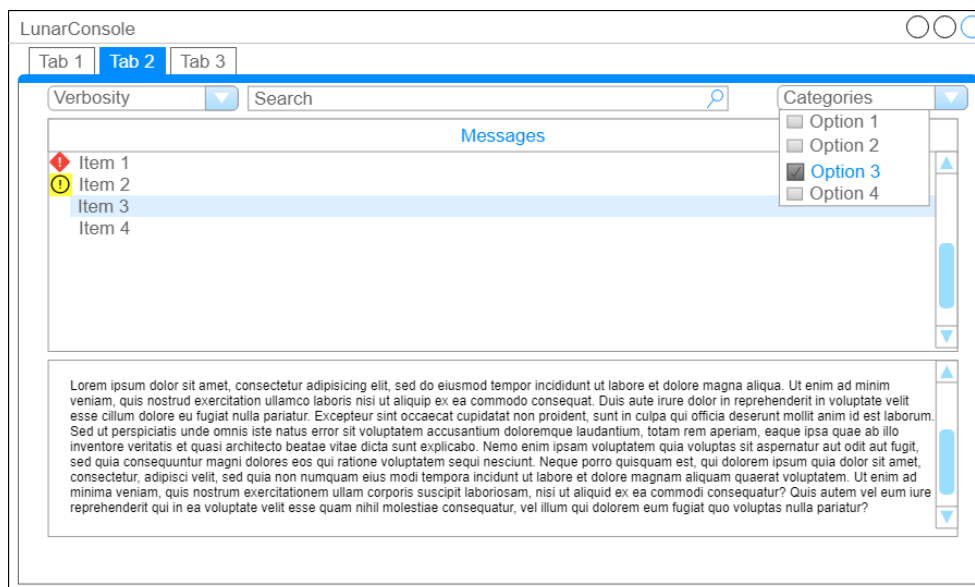 LunarConsole
Tab 1 Tab 2 Tab 3
Verbosity Search Categories
Option 1
Option 2
Option 3
Option 4
Messages
Item 1
Item 2
Item 3
Item 4
Lorem ipsum dolor sit amet, consectetur adipisicing elit, sed do eiusmod tempor incididunt ut labore et dolore magna aliqua. Ut enim ad minim
veniam, quis nostrud exercitation ullamco laboris nisi ut aliquip ex ea commodo consequat. Duis aute irure dolor in reprehenderit in voluptate velit
esse cillum dolore eu fugiat nulla pariatur. Excepteur sint occaecat cupidatat non proident, sunt in culpa qui officia deserunt mollit anim id est laborum.
Sed ut perspiciatis unde omnis iste natus error sit voluptatem accusantium doloremque laudantium, totam rem aperiam, eaque ipsa quae ab illo
inventore veritatis et quasi architecto beatae vitae dicta sunt explicabo. Nemo enim ipsam voluptatem quia voluptas sit aspernatur aut odit aut fugit,
sed quia consequuntur magni dolores eos qui ratione voluptatem sequi nesciunt. Neque porro quisquam est, qui dolorem ipsum quia dolor sit amet,
consectetur, adipisci velit, sed quia non numquam eius modi tempora incidunt ut labore et dolore magnam aliquam quaerat voluptatem. Ut enim ad
minima veniam, quis nostrum exercitationem ullam corporis suscipit laboriosam, nisi ut aliquid ex ea commodi consequatur? Quis autem vel eum iure
reprehenderit qui in ea voluptate velit esse quam nihil molestiae consequatur, vel illum qui dolorem eum fugiat quo voluptas nulla pariatur?